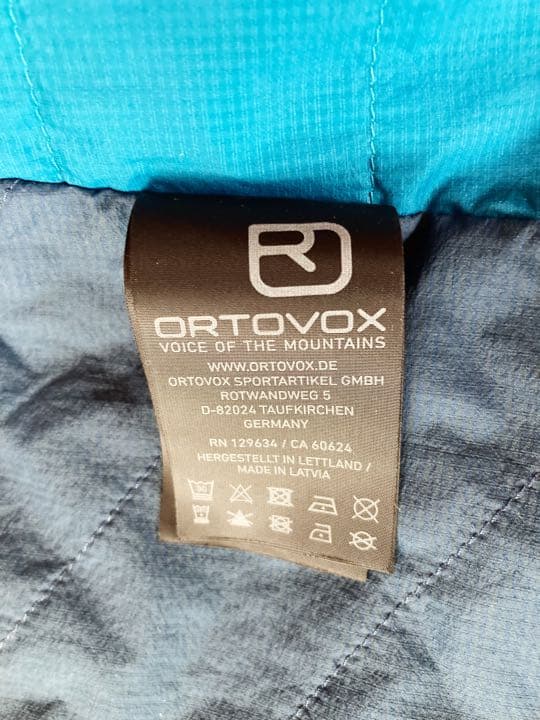 ORTOVOX
VOICE OF THE MOUNTAINS
WWW.ORTOVOX.DE
ORTOVOX SPORTARTIKEL GMBH
ROTWANDWEG 5
D-82024 TAUFKIRCHEN
GERMANY
RN 129634 / CA 60624
HERGESTELLT IN LETTLAND /
MADE IN LATVIA
30